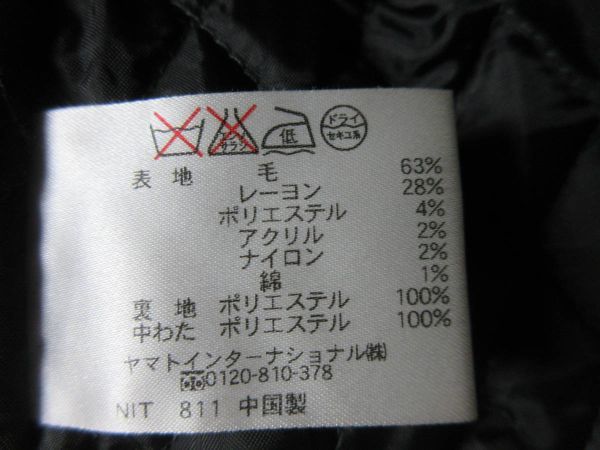 エンソ
サラシ
低
ドライ
セキユ系
表 地 毛 63%
レーヨン 28%
ポリエステル 4%
アクリル 2%
ナイロン 2%
綿 1%
裏 地 ポリエステル 100%
中わた ポリエステル 100%
ヤマトインターナショナル㈱
0120-810-378
NIT 811 中国製